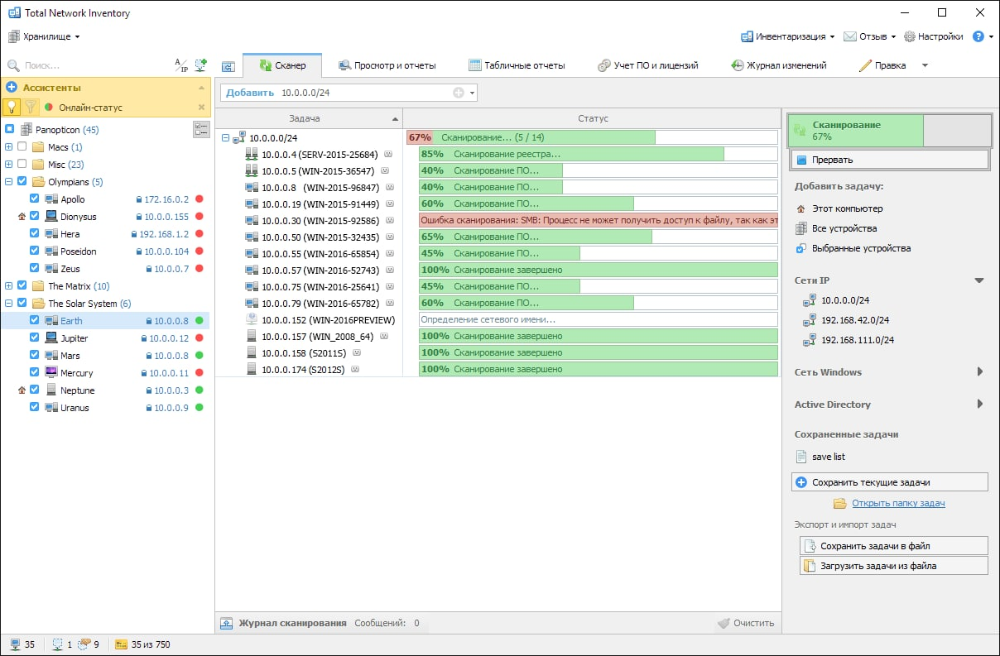 Total Network Inventory
Хранилище
Инвентаризация Отзыв Настройки ?
Поиск... A/IP
Сканер Просмотр и отчеты Табличные отчеты Учет ПО и лицензий Журнал изменений Правка
Ассистенты
Онлайн-статус
Panopticon (45)
Macs (1)
Misc (23)
Olympians (5)
Apollo 172.16.0.2
Dionysus 10.0.0.155
Hera 192.168.1.2
Poseidon 10.0.0.104
Zeus 10.0.0.7
The Matrix (10)
The Solar System (6)
Earth 10.0.0.8
Jupiter 10.0.0.12
Mars 10.0.0.8
Mercury 10.0.0.11
Neptune 10.0.0.3
Uranus 10.0.0.9
Добавить 10.0.0.0/24
Задача Статус
10.0.0.0/24 67% Сканирование... (5 / 14)
10.0.0.4 (SERV-2015-25684) 85% Сканирование реестра...
10.0.0.5 (WIN-2015-36547) 40% Сканирование ПО...
10.0.0.8 (WIN-2015-96847) 40% Сканирование ПО...
10.0.0.19 (WIN-2015-91449) 60% Сканирование ПО...
10.0.0.30 (WIN-2015-92586) Ошибка сканирования: SMB: Процесс не может получить доступ к файлу, так как эт
10.0.0.50 (WIN-2015-32435) 65% Сканирование ПО...
10.0.0.55 (WIN-2016-65854) 45% Сканирование ПО...
10.0.0.57 (WIN-2016-52743) 100% Сканирование завершено
10.0.0.75 (WIN-2016-25641) 45% Сканирование ПО...
10.0.0.79 (WIN-2016-65782) 60% Сканирование ПО...
10.0.0.152 (WIN-2016PREVIEW) Определение сетевого имени...
10.0.0.157 (WIN_2008_64) 100% Сканирование завершено
10.0.0.158 (S2011S) 100% Сканирование завершено
10.0.0.174 (S2012S) 100% Сканирование завершено
Журнал сканирования Сообщений: 0 Очистить
Сканирование
67%
Прервать
Добавить задачу:
Этот компьютер
Все устройства
Выбранные устройства
Сети IP
10.0.0.0/24
192.168.42.0/24
192.168.111.0/24
Сеть Windows
Active Directory
Сохраненные задачи
save list
Сохранить текущие задачи
Открыть папку задач
Экспорт и импорт задач
Сохранить задачи в файл
Загрузить задачи из файла
35 1 9 35 из 750